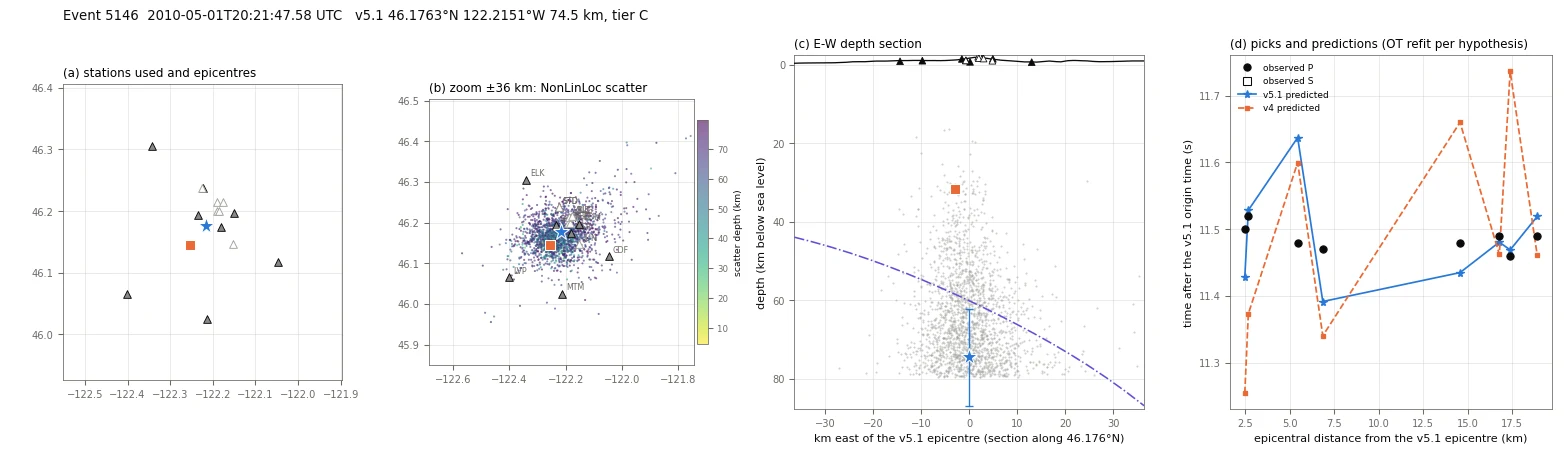 Event 5146 2010-05-01T20:21:47.58 UTC v5.1 46.1763°N 122.2151°W 74.5 km, tier C
(a) stations used and epicentres
46.4
46.3
46.2
46.1
46.0
−122.5 −122.4 −122.3 −122.2 −122.1 −122.0 −121.9
(b) zoom ±36 km: NonLinLoc scatter
46.5
46.4
46.3
46.2
46.1
46.0
45.9
−122.6 −122.4 −122.2 −122.0 −121.8
ELK
GDF
MTM
70
60
50
40
30
20
10
scatter depth (km)
(c) E-W depth section
0
20
40
60
80
depth (km below sea level)
−30 −20 −10 0 10 20 30
km east of the v5.1 epicentre (section along 46.176°N)
(d) picks and predictions (OT refit per hypothesis)
observed P
observed S
v5.1 predicted
v4 predicted
11.7
11.6
11.5
11.4
11.3
time after the v5.1 origin time (s)
2.5 5.0 7.5 10.0 12.5 15.0 17.5
epicentral distance from the v5.1 epicentre (km)